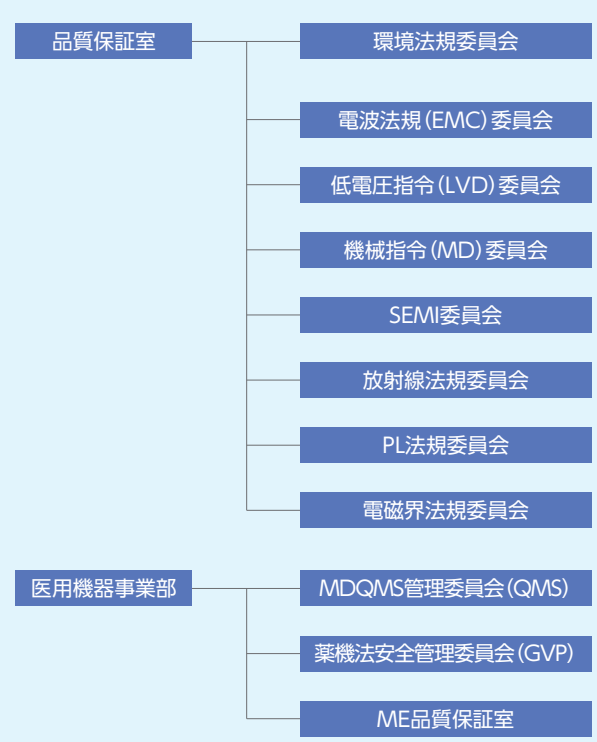 品質保証室
環境法規委員会
電波法規(EMC)委員会
低電圧指令(LVD)委員会
機械指令(MD)委員会
SEMI委員会
放射線法規委員会
PL法規委員会
電磁界法規委員会
医用機器事業部
MDQMS管理委員会(QMS)
薬機法安全管理委員会(GVP)
ME品質保証室